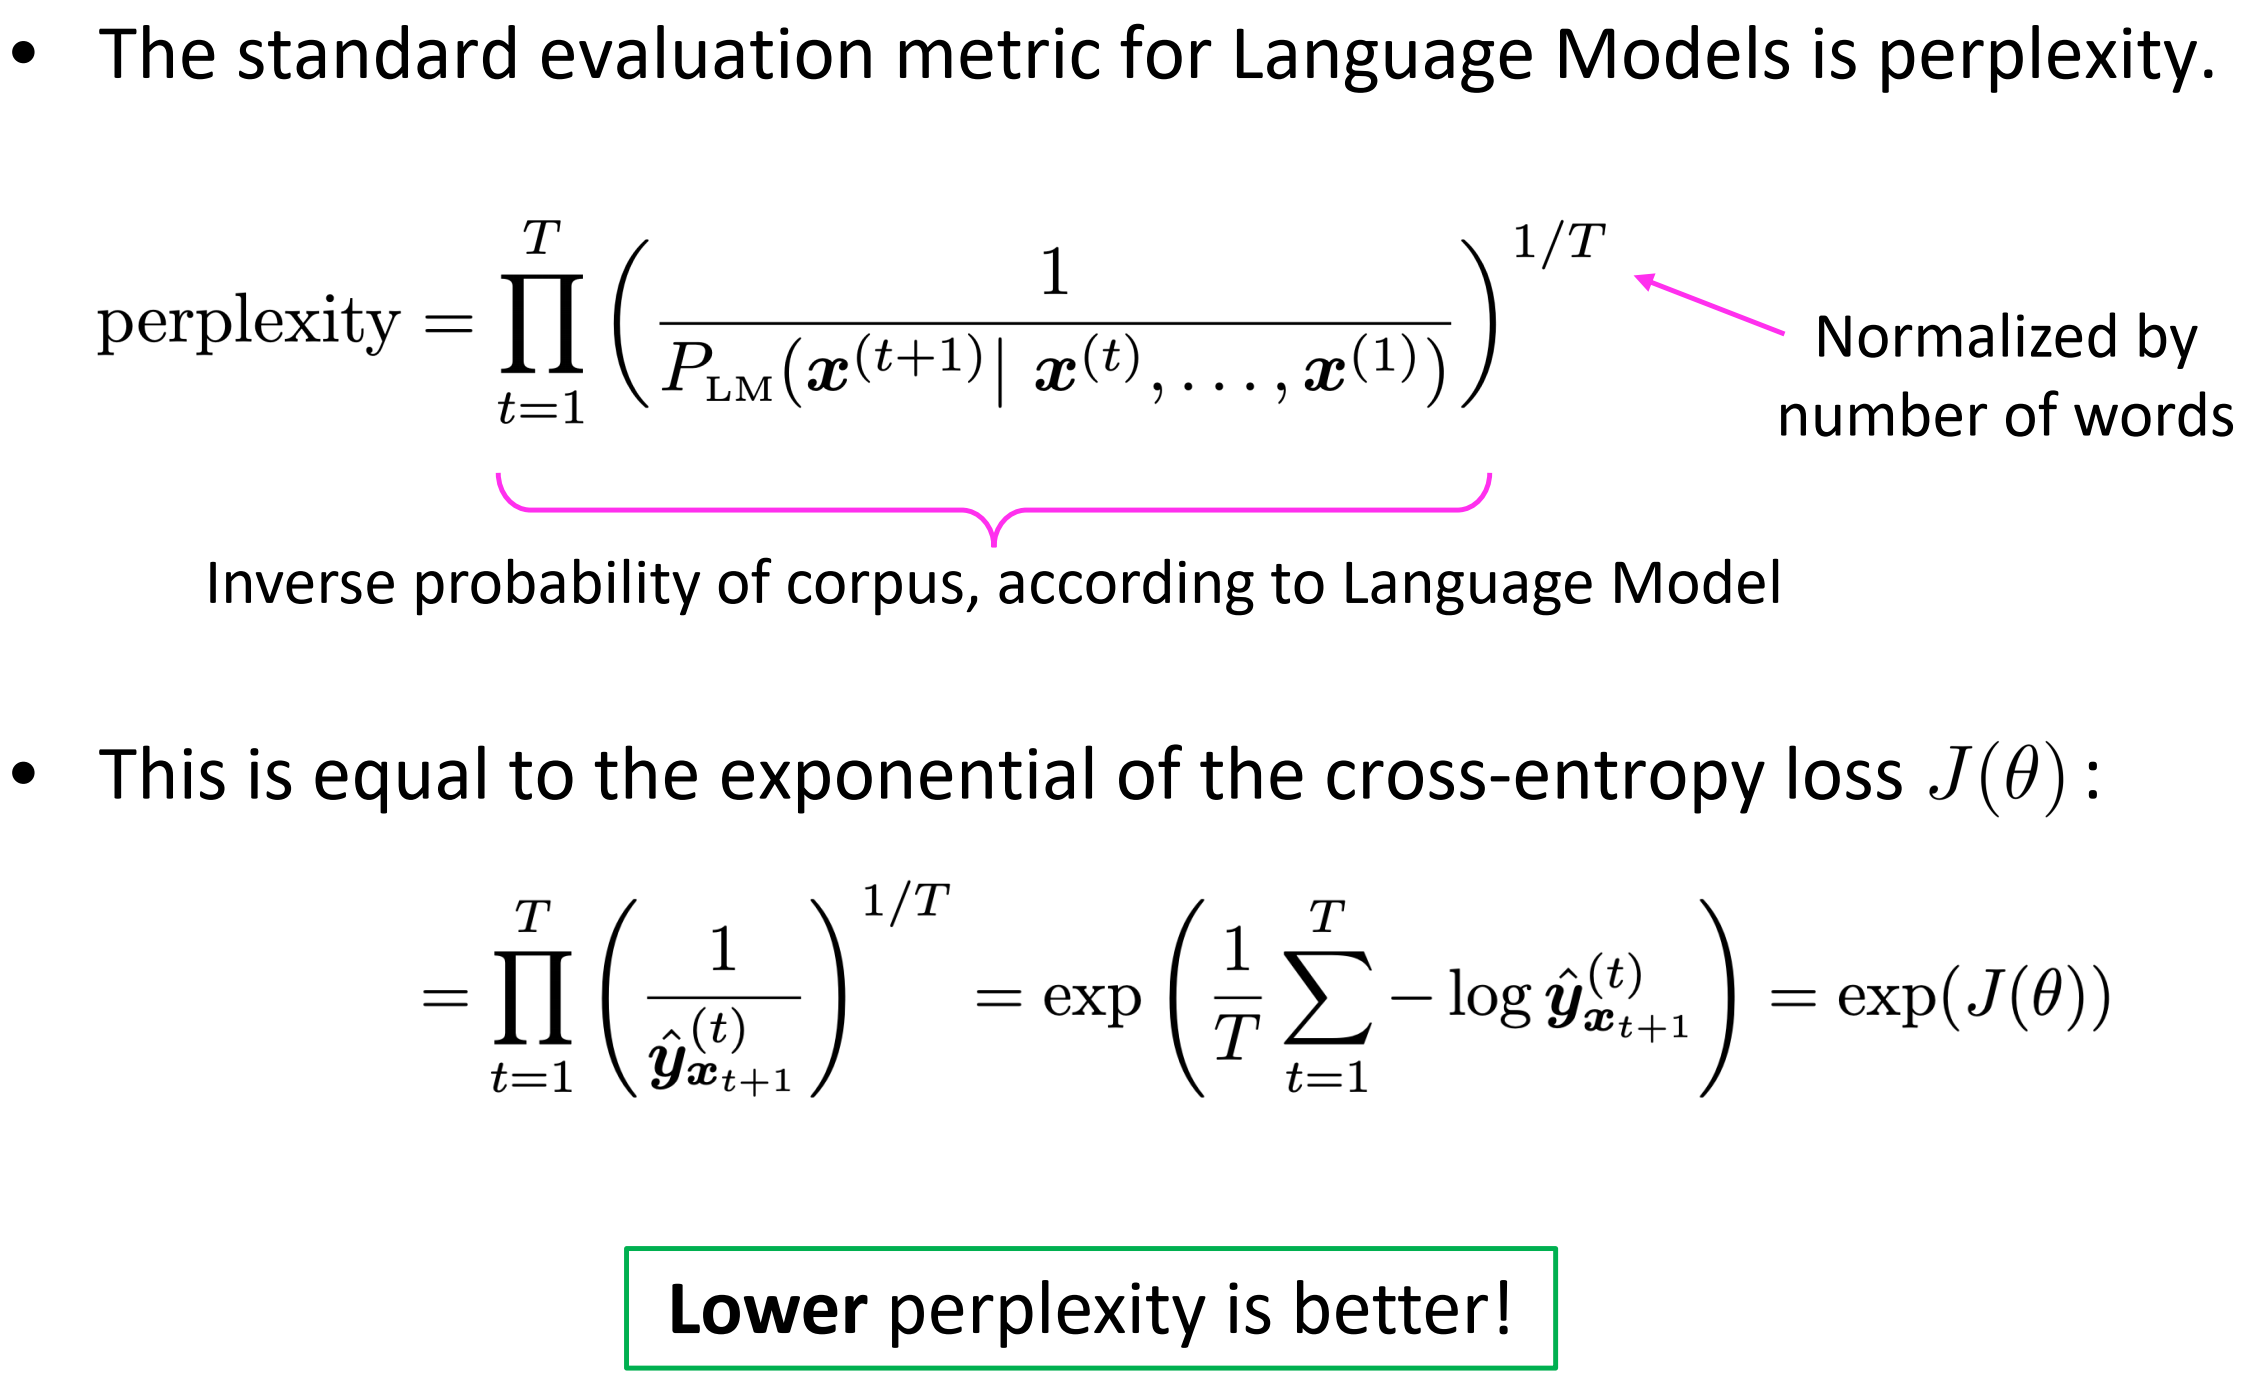 • The standard evaluation metric for Language Models is perplexity.
perplexity = \prod_{t=1}^{T} \left( \frac{1}{P_{\text{LM}}(\boldsymbol{x}^{(t+1)} | \boldsymbol{x}^{(t)}, \ldots, \boldsymbol{x}^{(1)})} \right)^{1/T}
Normalized by
number of words
Inverse probability of corpus, according to Language Model
• This is equal to the exponential of the cross-entropy loss J(θ) :
= \prod_{t=1}^{T} \left( \frac{1}{\hat{\boldsymbol{y}}^{(t)}_{\boldsymbol{x}_{t+1}}} \right)^{1/T} = \exp \left( \frac{1}{T} \sum_{t=1}^{T} - \log \hat{\boldsymbol{y}}^{(t)}_{\boldsymbol{x}_{t+1}} \right) = \exp(J(\theta))
Lower perplexity is better!